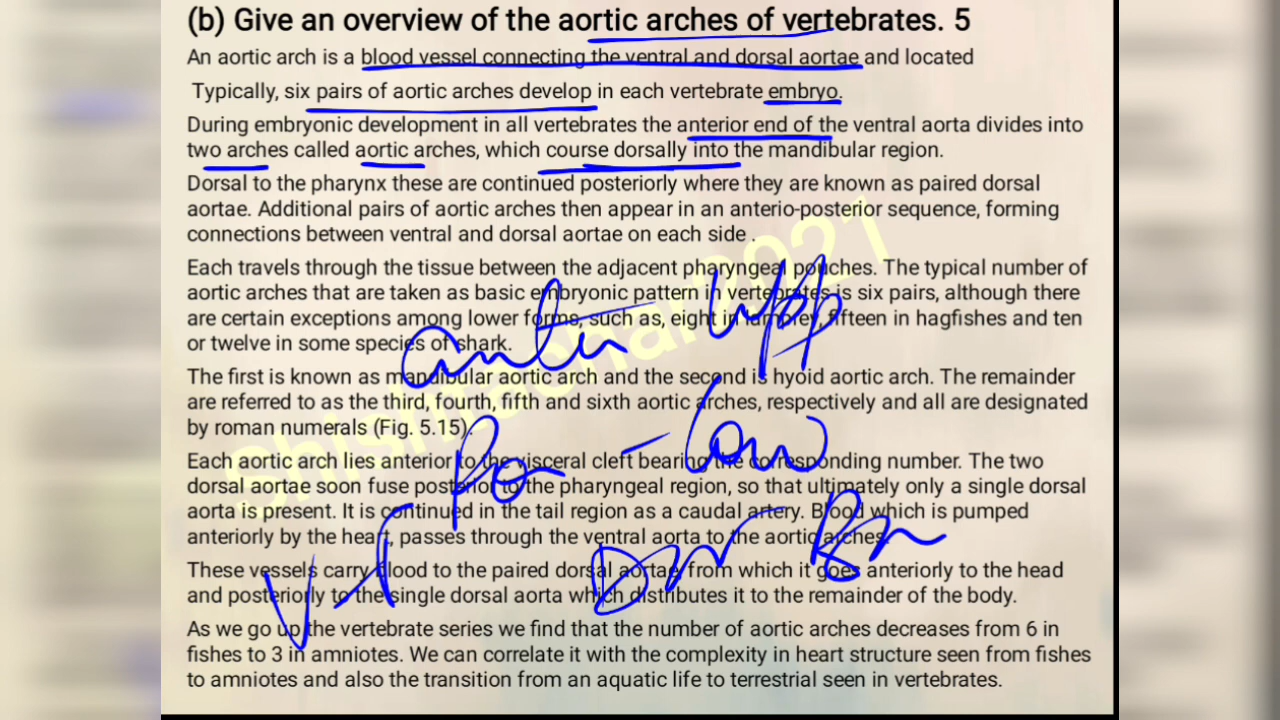 (b) Give an overview of the aortic arches of vertebrates. 5
An aortic arch is a blood vessel connecting the ventral and dorsal aortae and located
Typically, six pairs of aortic arches develop in each vertebrate embryo.
During embryonic development in all vertebrates the anterior end of the ventral aorta divides into
two arches called aortic arches, which course dorsally into the mandibular region.
Dorsal to the pharynx these are continued posteriorly where they are known as paired dorsal
aortae. Additional pairs of aortic arches then appear in an anterio-posterior sequence, forming
connections between ventral and dorsal aortae on each side .
Each travels through the tissue between the adjacent pharyngeal pouches. The typical number of
aortic arches that are taken as basic embryonic pattern in vertebrates is six pairs, although there
are certain exceptions among lower forms, such as, eight in lamprey, fifteen in hagfishes and ten
or twelve in some species of shark.
The first is known as mandibular aortic arch and the second is hyoid aortic arch. The remainder
are referred to as the third, fourth, fifth and sixth aortic arches, respectively and all are designated
by roman numerals (Fig. 5.15).
Each aortic arch lies anterior to the visceral cleft bearing the corresponding number. The two
dorsal aortae soon fuse posterior to the pharyngeal region, so that ultimately only a single dorsal
aorta is present. It is continued in the tail region as a caudal artery. Blood which is pumped
anteriorly by the heart, passes through the ventral aorta to the aortic arches.
These vessels carry blood to the paired dorsal aortae, from which it goes anteriorly to the head
and posteriorly to the single dorsal aorta which distributes it to the remainder of the body.
As we go up the vertebrate series we find that the number of aortic arches decreases from 6 in
fishes to 3 in amniotes. We can correlate it with the complexity in heart structure seen from fishes
to amniotes and also the transition from an aquatic life to terrestrial seen in vertebrates.